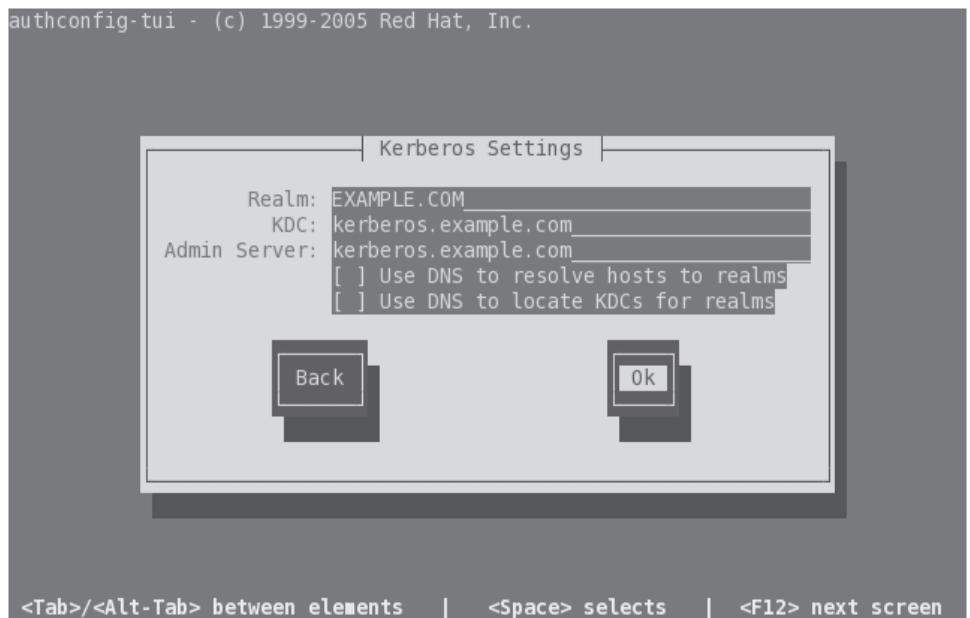 authconfig-tui - (c) 1999-2005 Red Hat, Inc.
Kerberos Settings
Realm: EXAMPLE.COM
KDC: kerberos.example.com
Admin Server: kerberos.example.com
[ ] Use DNS to resolve hosts to realms
[ ] Use DNS to locate KDCs for realms
Back Ok
<Tab>/<Alt-Tab> between elements | <Space> selects | <F12> next screen